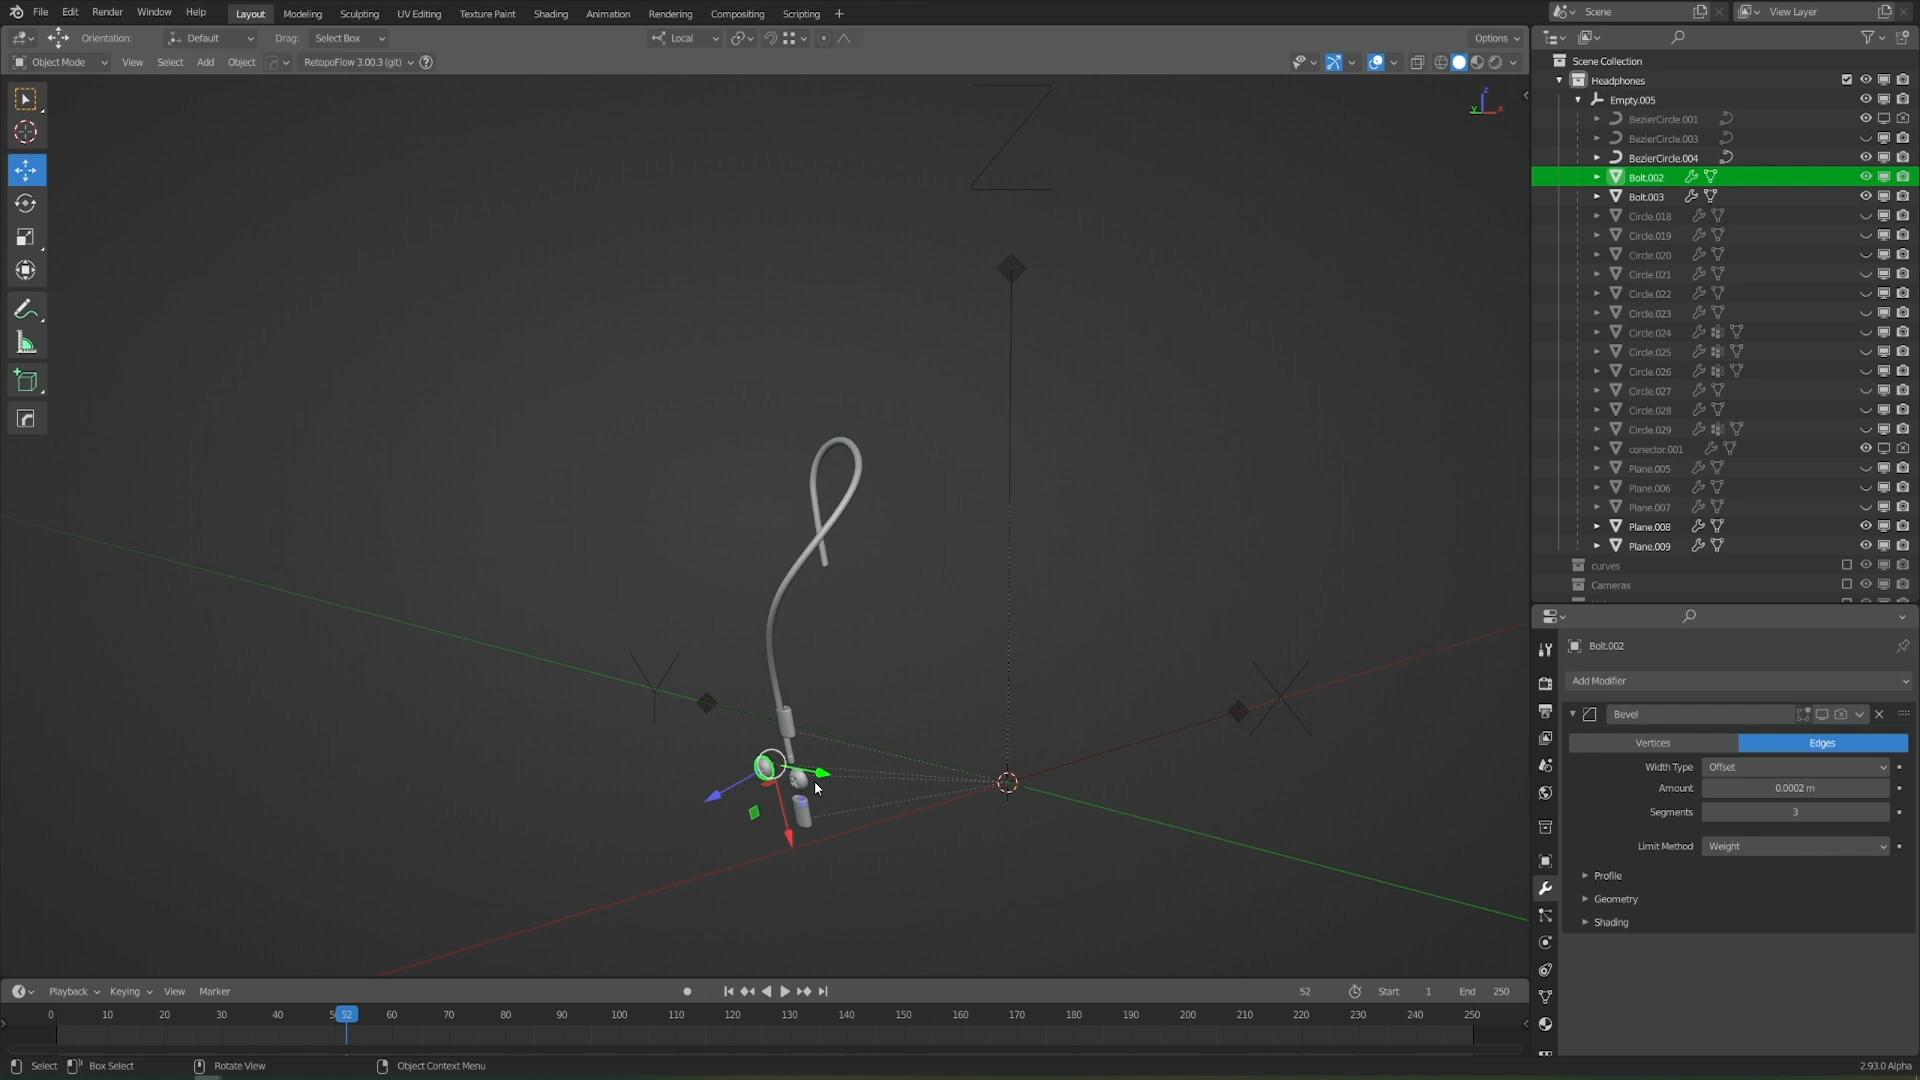 File Edit Render Window Help Layout Modeling Sculpting UV Editing Texture Paint Shading Animation Rendering Compositing Scripting + Scene View Layer
Orientation: Default Drag: Select Box Local Options
Object Mode View Select Add Object RetopoFlow 3.00.3 (git)
Z
Y
X
z
y
x
Scene Collection
Headphones
Empty.005
BezierCircle.001
BezierCircle.003
BezierCircle.004
Bolt.002
Bolt.003
Circle.018
Circle.019
Circle.020
Circle.021
Circle.022
Circle.023
Circle.024
Circle.025
Circle.026
Circle.027
Circle.028
Circle.029
conector.001
Plane.005
Plane.006
Plane.007
Plane.008
Plane.009
curves
Cameras
Bolt.002
Add Modifier
Bevel
Vertices Edges
Width Type Offset
Amount 0.0002 m
Segments 3
Limit Method Weight
Profile
Geometry
Shading
Playback Keying View Marker 52 Start 1 End 250
0 10 20 30 40 5 52 60 70 80 90 100 110 120 130 140 150 160 170 180 190 200 210 220 230 240 250
Select Box Select Rotate View Object Context Menu 2.93.0 Alpha